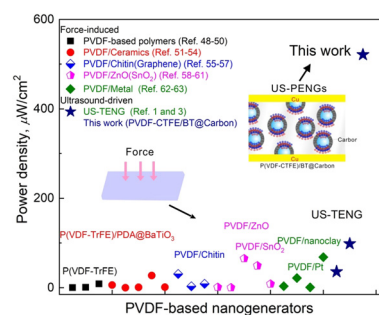 Force-induced
PVDF-based polymers (Ref. 48-50)
PVDF/Ceramics (Ref. 51-54)
PVDF/Chitin(Graphene) (Ref. 55-57)
PVDF/ZnO(SnO₂) (Ref. 58-61)
PVDF/Metal (Ref. 62-63)
Ultrasound-driven
US-TENG (Ref. 1 and 3)
This work (PVDF-CTFE/BT@Carbon)
This work
US-PENGs
Cu
Carbor
Cu
P(VDF-CTFE)/BT@Carbon)
Force
P(VDF-TrFE)/PDA@BaTiO₃
P(VDF-TrFE)
PVDF/Chitin
PVDF/ZnO
PVDF/SnO₂
US-TENG
PVDF/nanoclay
PVDF/Pt
600
400
200
0
Power density, μW/cm²
PVDF-based nanogenerators